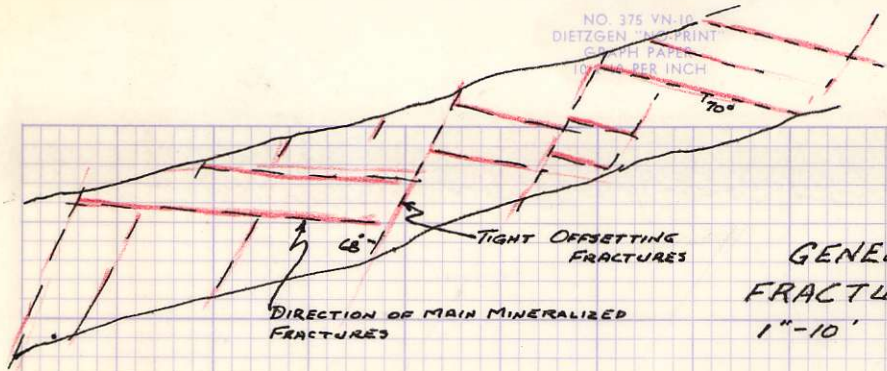 NO. 375 VN-10
DIETZGEN "NO-PRINT"
GRAPH PAPER
PER INCH
70°
68°
TIGHT OFFSETTING
FRACTURES
DIRECTION OF MAIN MINERALIZED
FRACTURES
1"-10'